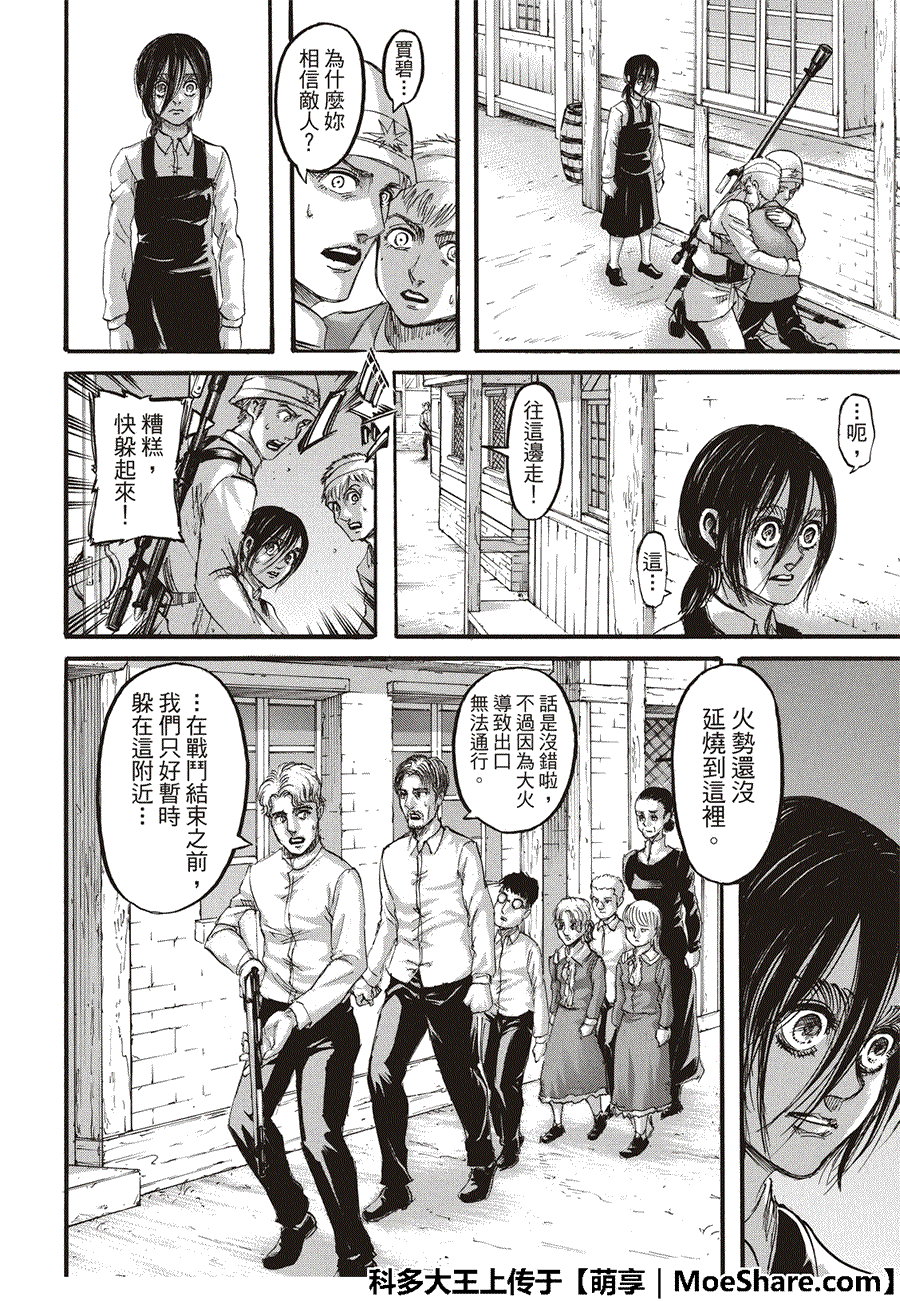 賈碧…
為什麼妳
相信敵人？
…呃，
這…
往這邊走！
糟糕，
快躲起來！
火勢還沒
延燒到這裡。
話是沒錯啦，
不過因為大火
導致出口
無法通行。
…在戰鬥結束之前，
我們只好暫時
躲在這附近…
科多大王上传于【萌享｜MoeShare.com】